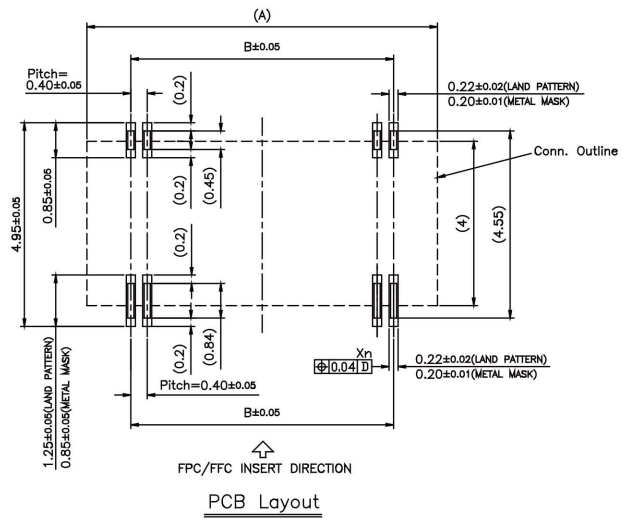 (A)
B±0.05
Pitch=
0.40±0.05
(0.2)
0.22±0.02(LAND PATTERN)
0.20±0.01(METAL MASK)
Conn. Outline
4.95±0.05
0.85±0.05
(0.2)
(0.45)
(4)
(4.55)
(0.2)
(0.2)
(0.84)
Xn
⌖ 0.04 D
0.22±0.02(LAND PATTERN)
0.20±0.01(METAL MASK)
Pitch=0.40±0.05
1.25±0.05(LAND PATTERN)
0.85±0.05(METAL MASK)
B±0.05
FPC/FFC INSERT DIRECTION
PCB Layout